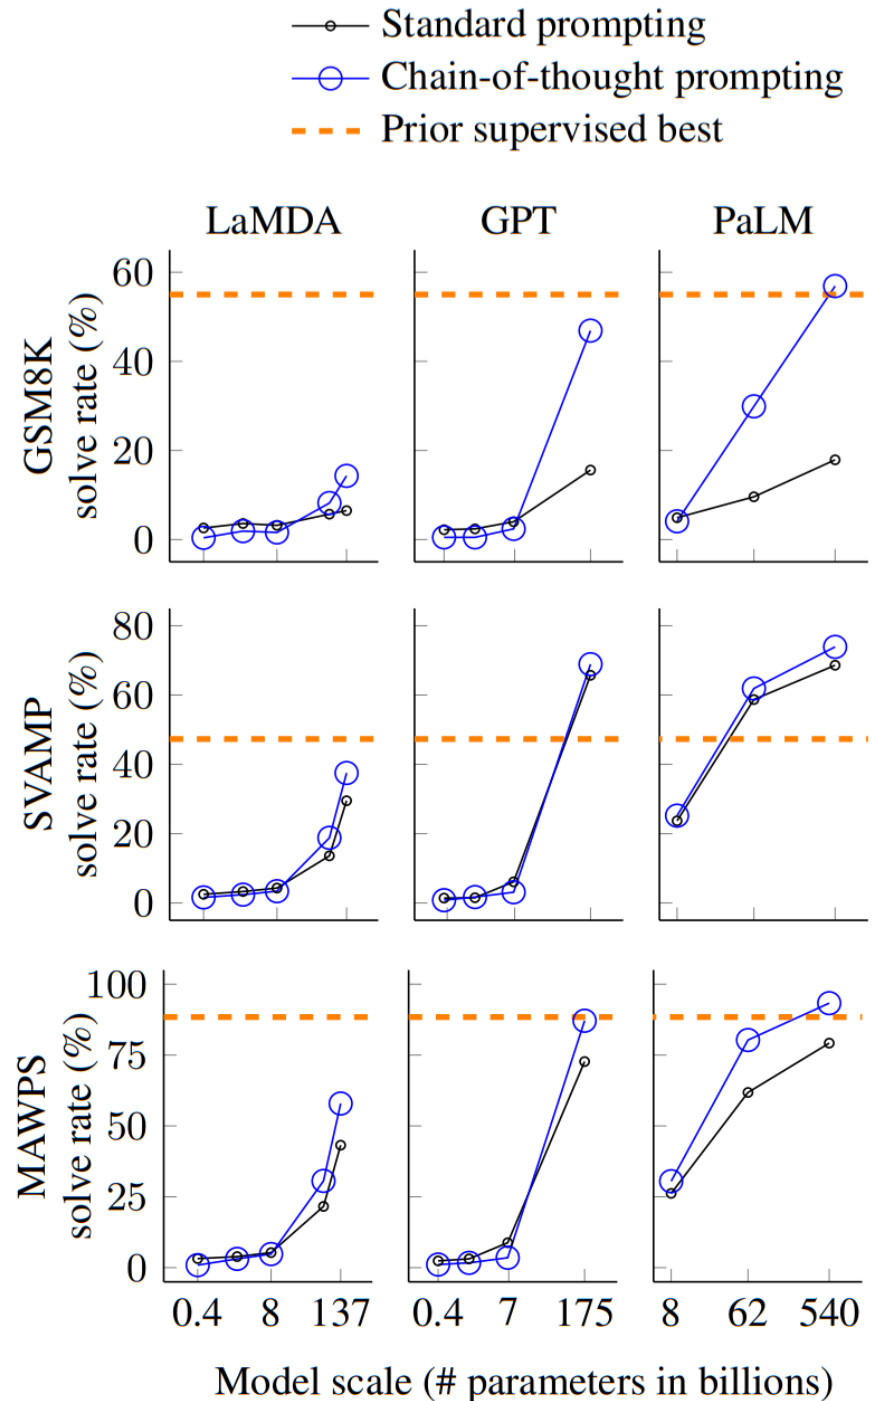 Standard prompting
Chain-of-thought prompting
Prior supervised best
LaMDA GPT PaLM
GSM8K
solve rate (%)
60
40
20
0
SVAMP
solve rate (%)
80
60
40
20
0
MAWPS
solve rate (%)
100
75
50
25
0
0.4 8 137 0.4 7 175 8 62 540
Model scale (# parameters in billions)